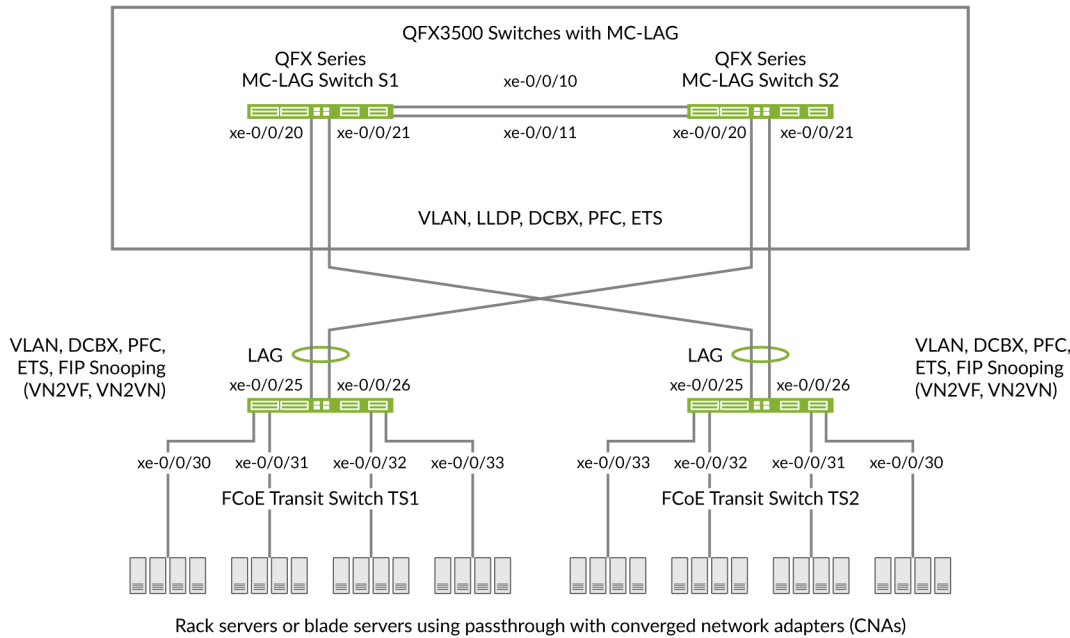 QFX3500 Switches with MC-LAG
QFX Series
MC-LAG Switch S1
QFX Series
MC-LAG Switch S2
xe-0/0/10
xe-0/0/20
xe-0/0/21
xe-0/0/11
xe-0/0/20
xe-0/0/21
VLAN, LLDP, DCBX, PFC, ETS
VLAN, DCBX, PFC,
ETS, FIP Snooping
(VN2VF, VN2VN)
LAG
LAG
VLAN, DCBX, PFC,
ETS, FIP Snooping
(VN2VF, VN2VN)
xe-0/0/25
xe-0/0/26
xe-0/0/25
xe-0/0/26
xe-0/0/30
xe-0/0/31
xe-0/0/32
xe-0/0/33
xe-0/0/33
xe-0/0/32
xe-0/0/31
xe-0/0/30
FCoE Transit Switch TS1
FCoE Transit Switch TS2
Rack servers or blade servers using passthrough with converged network adapters (CNAs)